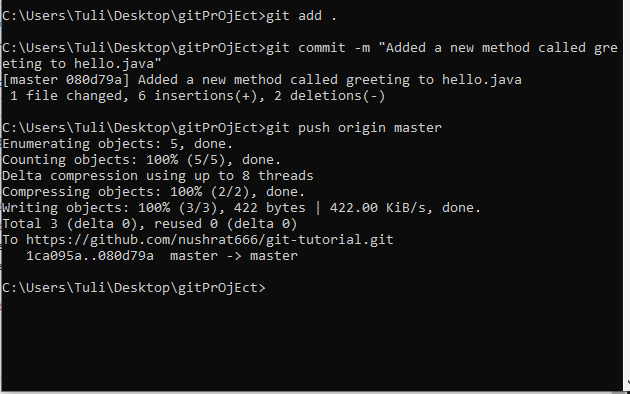 C:\Users\Tuli\Desktop\gitPrOjEct>git add .
C:\Users\Tuli\Desktop\gitPrOjEct>git commit -m "Added a new method called gre
eting to hello.java"
[master 080d79a] Added a new method called greeting to hello.java
 1 file changed, 6 insertions(+), 2 deletions(-)
C:\Users\Tuli\Desktop\gitPrOjEct>git push origin master
Enumerating objects: 5, done.
Counting objects: 100% (5/5), done.
Delta compression using up to 8 threads
Compressing objects: 100% (2/2), done.
Writing objects: 100% (3/3), 422 bytes | 422.00 KiB/s, done.
Total 3 (delta 0), reused 0 (delta 0)
To https://github.com/nushrat666/git-tutorial.git
   1ca095a..080d79a  master -> master
C:\Users\Tuli\Desktop\gitPrOjEct>